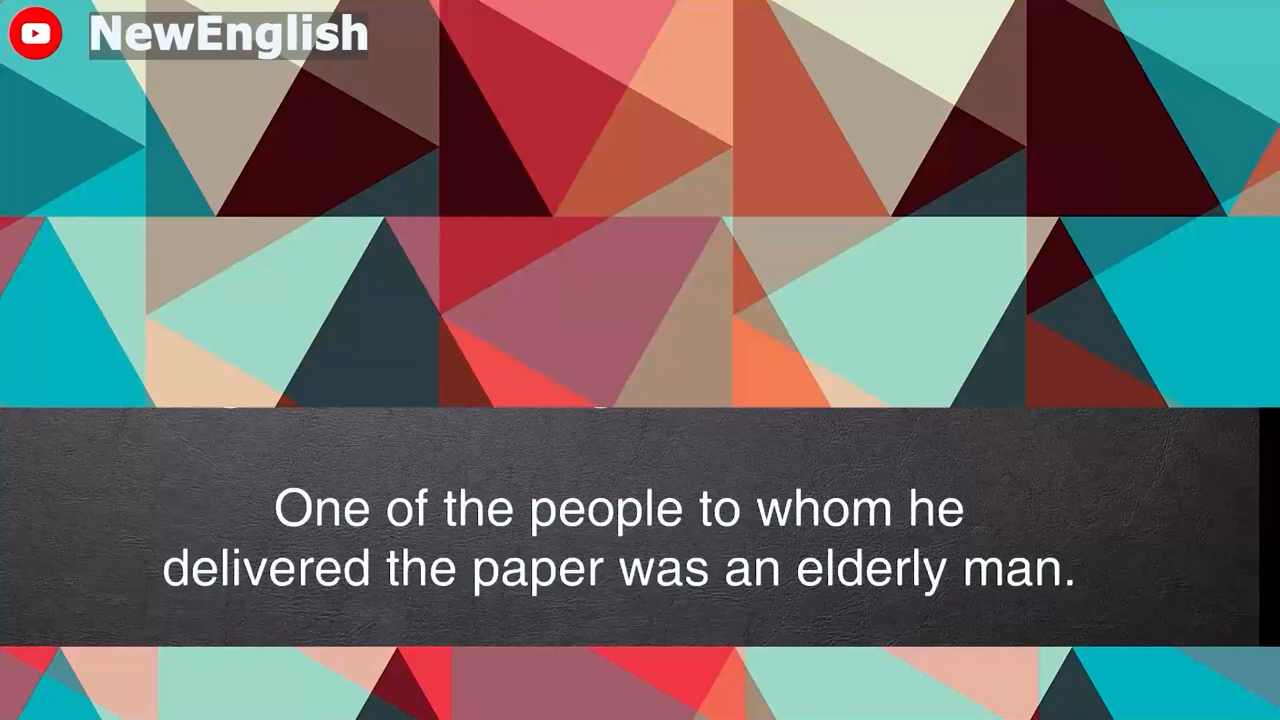 NewEnglish
One of the people to whom he
delivered the paper was an elderly man.